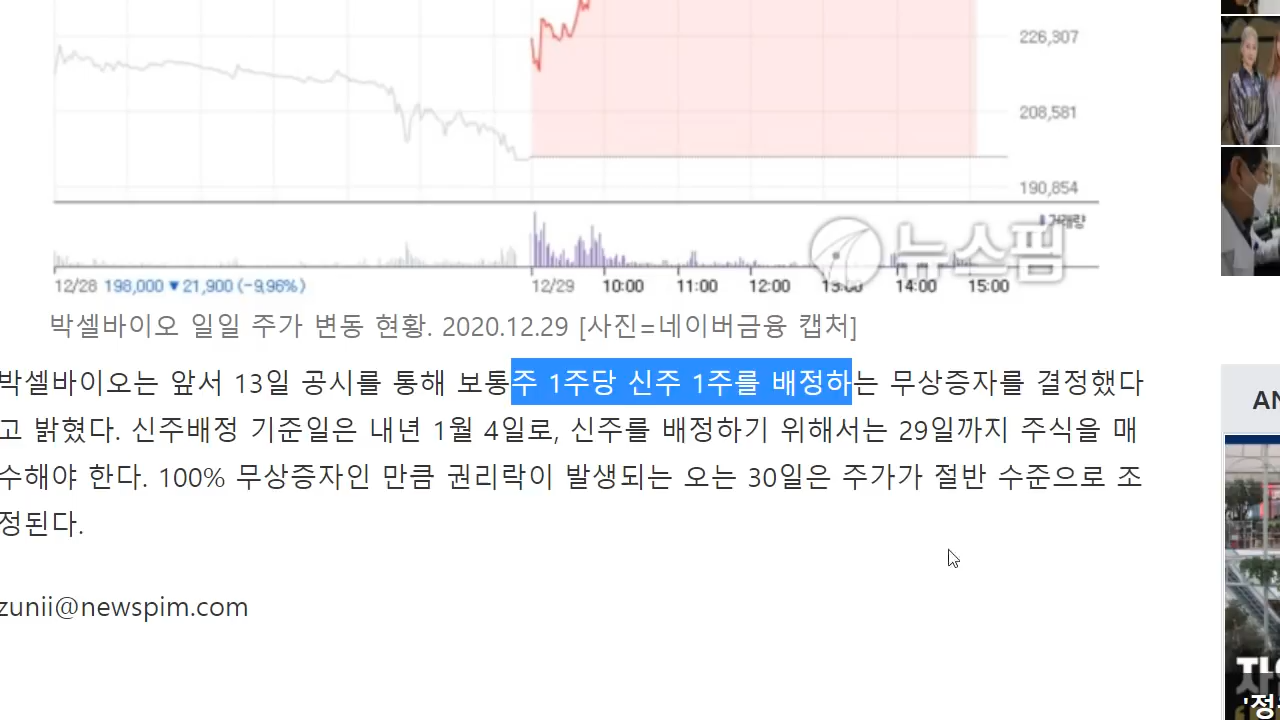 226,307
208,581
190,854
거래량
뉴스핌
12/28 198,000 ▼21,900 (-9.96%) 12/29 10:00 11:00 12:00 13:00 14:00 15:00
박셀바이오 일일 주가 변동 현황. 2020.12.29 [사진=네이버금융 캡처]
박셀바이오는 앞서 13일 공시를 통해 보통주 1주당 신주 1주를 배정하는 무상증자를 결정했다
고 밝혔다. 신주배정 기준일은 내년 1월 4일로, 신주를 배정하기 위해서는 29일까지 주식을 매
수해야 한다. 100% 무상증자인 만큼 권리락이 발생되는 오는 30일은 주가가 절반 수준으로 조
정된다.
zunii@newspim.com
AN